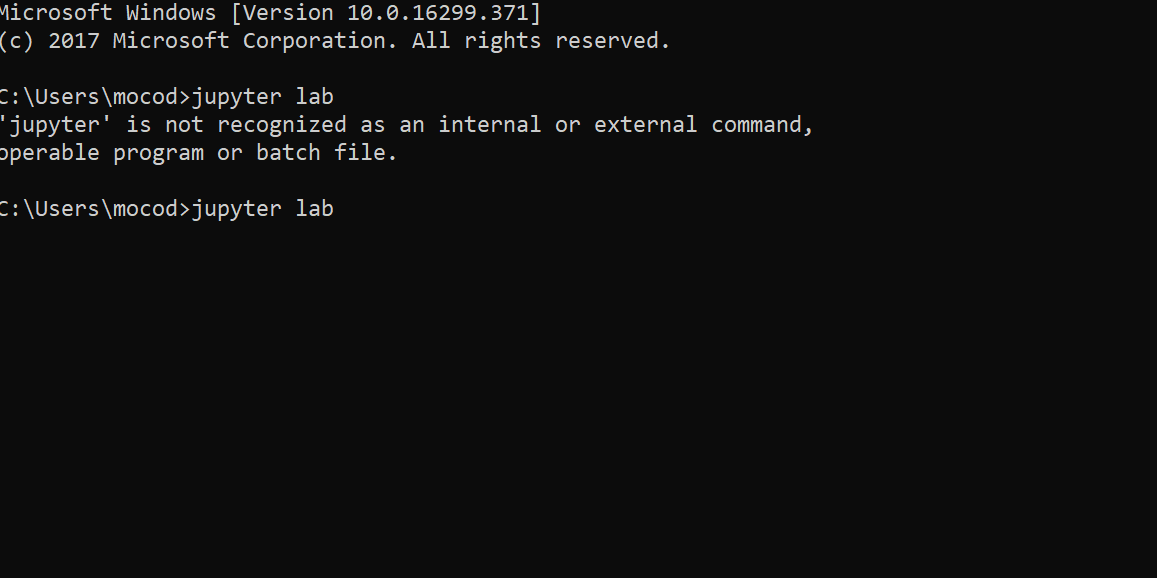 Microsoft Windows [Version 10.0.16299.371]
(c) 2017 Microsoft Corporation. All rights reserved.
C:\Users\mocod>jupyter lab
'jupyter' is not recognized as an internal or external command,
operable program or batch file.
C:\Users\mocod>jupyter lab